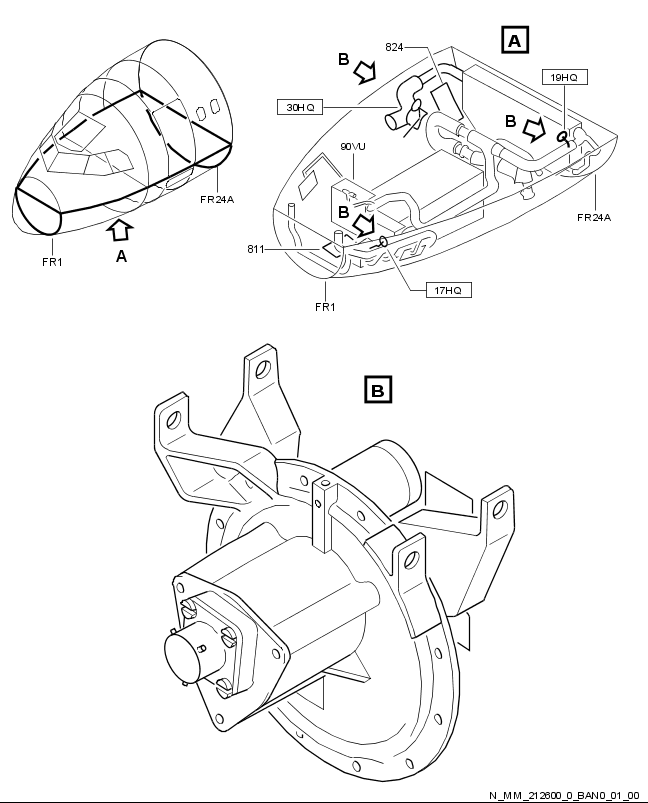 824
A
B
19HQ
30HQ
B
90VU
FR24A
B
FR24A
A
FR1
811
17HQ
FR1
B
N_MM_212600_0_BAN0_01_00